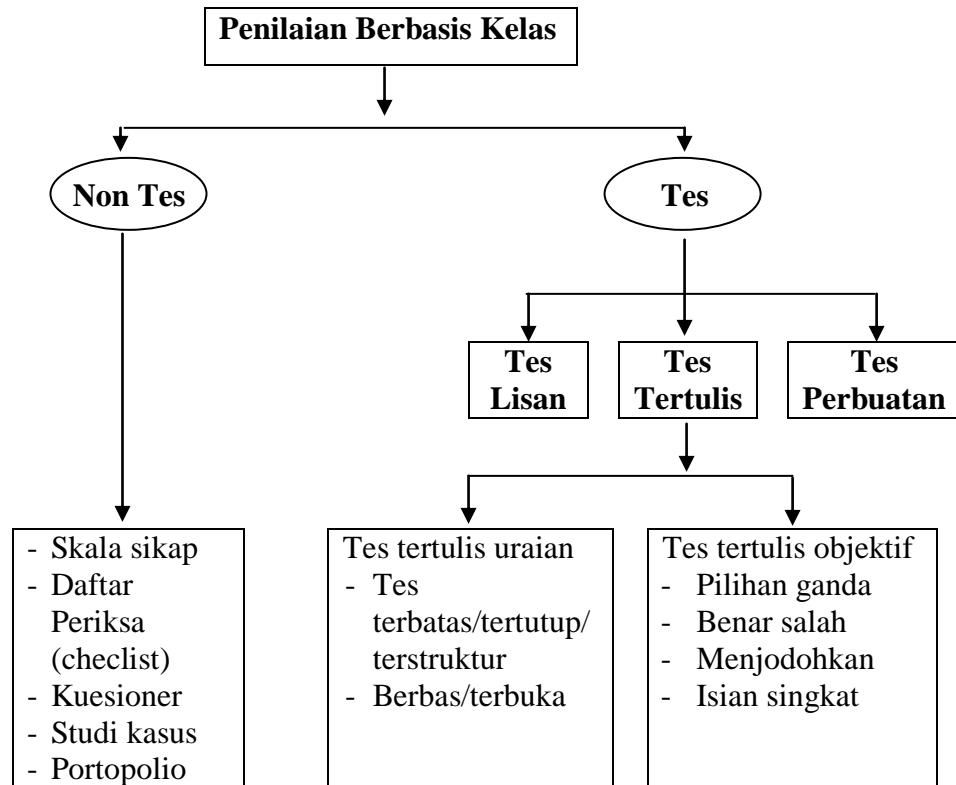 Penilaian Berbasis Kelas
Non Tes
Tes
Tes
Lisan
Tes
Tertulis
Tes
Perbuatan
- Skala sikap
- Daftar
Periksa
(checlist)
- Kuesioner
- Studi kasus
- Portopolio
Tes tertulis uraian
- Tes
terbatas/tertutup/
terstruktur
- Berbas/terbuka
Tes tertulis objektif
- Pilihan ganda
- Benar salah
- Menjodohkan
- Isian singkat